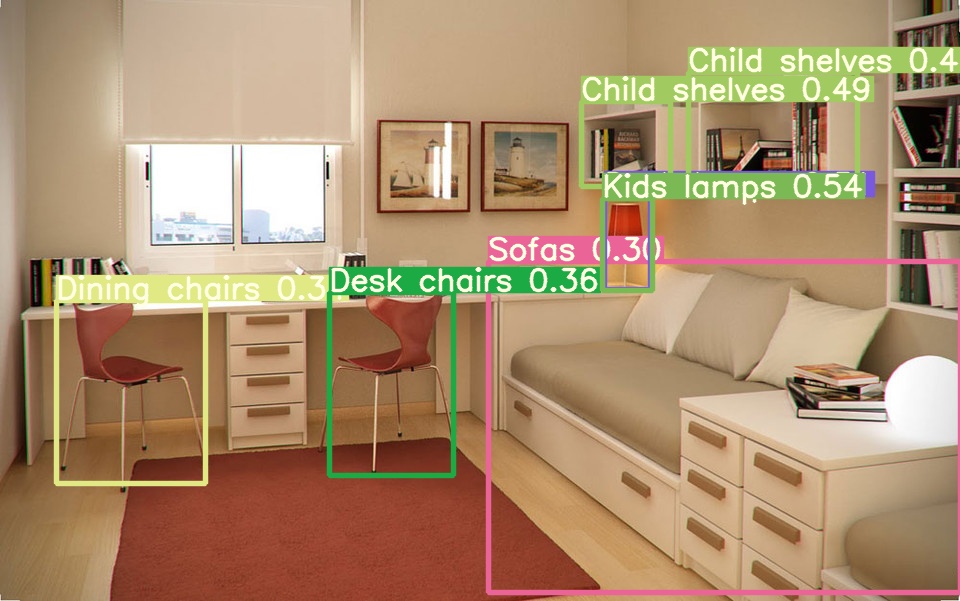 Child shelves 0.4
Child shelves 0.49
Kids lamps 0.54
Sofas 0.30
Desk chairs 0.36
Dining chairs 0.3